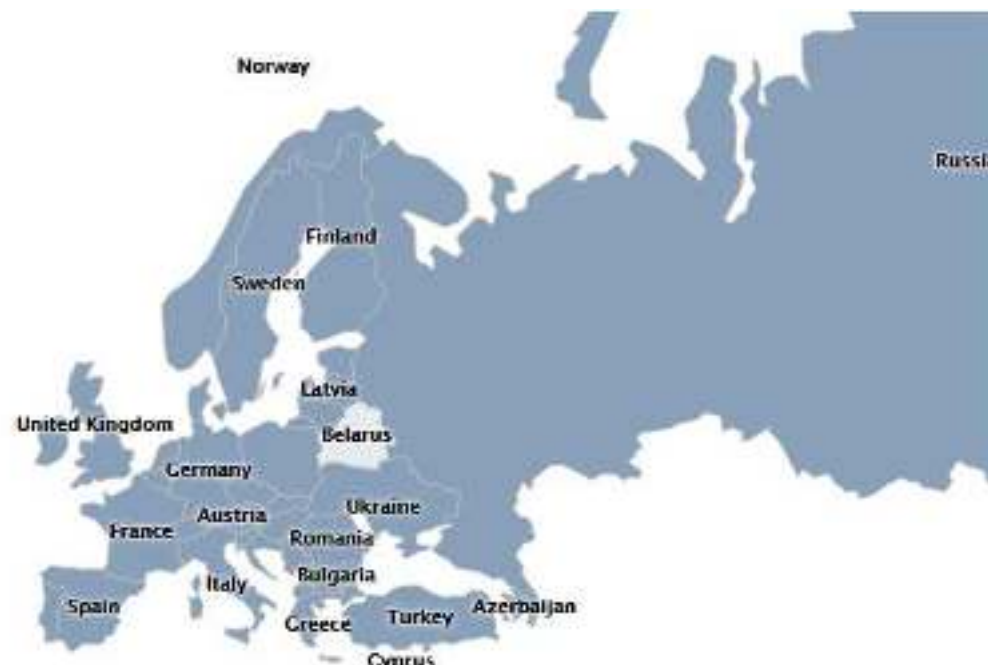 Norway
Russia
Finland
Sweden
Latvia
United Kingdom
Belarus
Germany
Ukraine
Austria
France
Romania
Bulgaria
Italy
Spain
Azerbaijan
Turkey
Greece
Cyprus